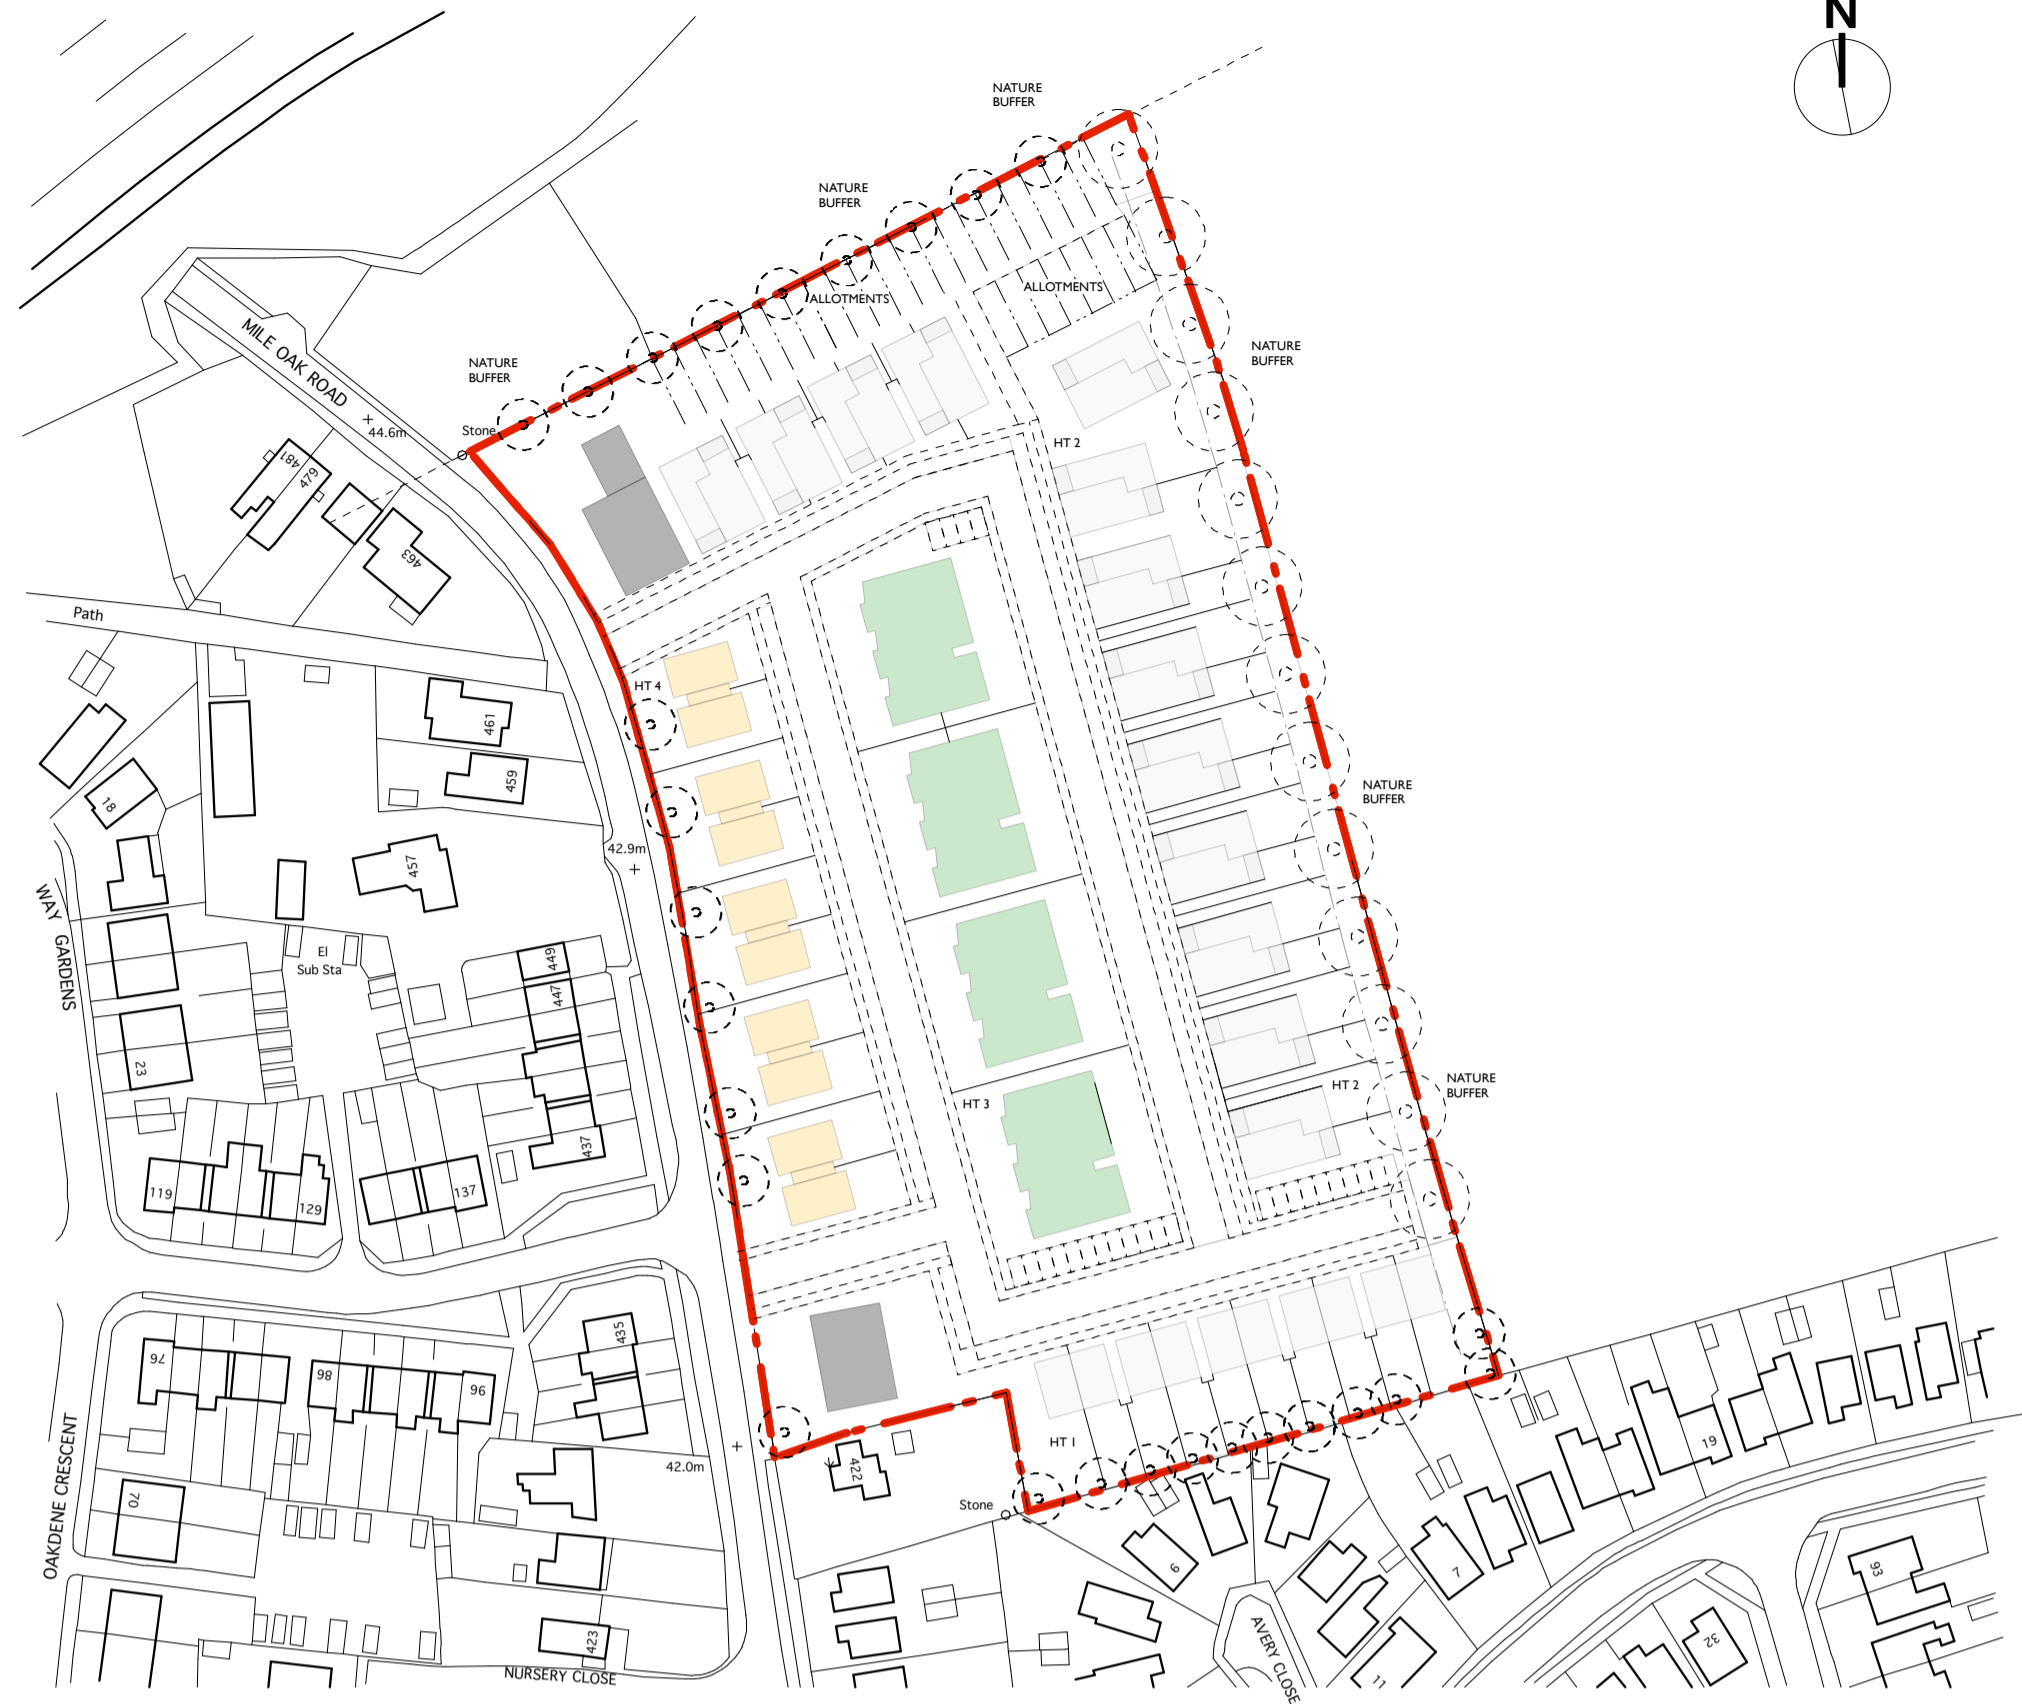 N
NATURE
BUFFER
NATURE
BUFFER
ALLOTMENTS
ALLOTMENTS
MILE OAK ROAD
NATURE
BUFFER
NATURE
BUFFER
44.6m
Stone
HT 2
481
479
463
Path
HT 4
461
459
18
NATURE
BUFFER
42.9m
457
WAY
GARDENS
El
Sub Sta
449
447
23
HT 3
HT 2
NATURE
BUFFER
437
119
129
137
435
76
86
96
HT 1
422
19
42.0m
OAKDENE CRESCENT
70
Stone
6
7
93
AVERY CLOSE
32
423
NURSERY CLOSE
11